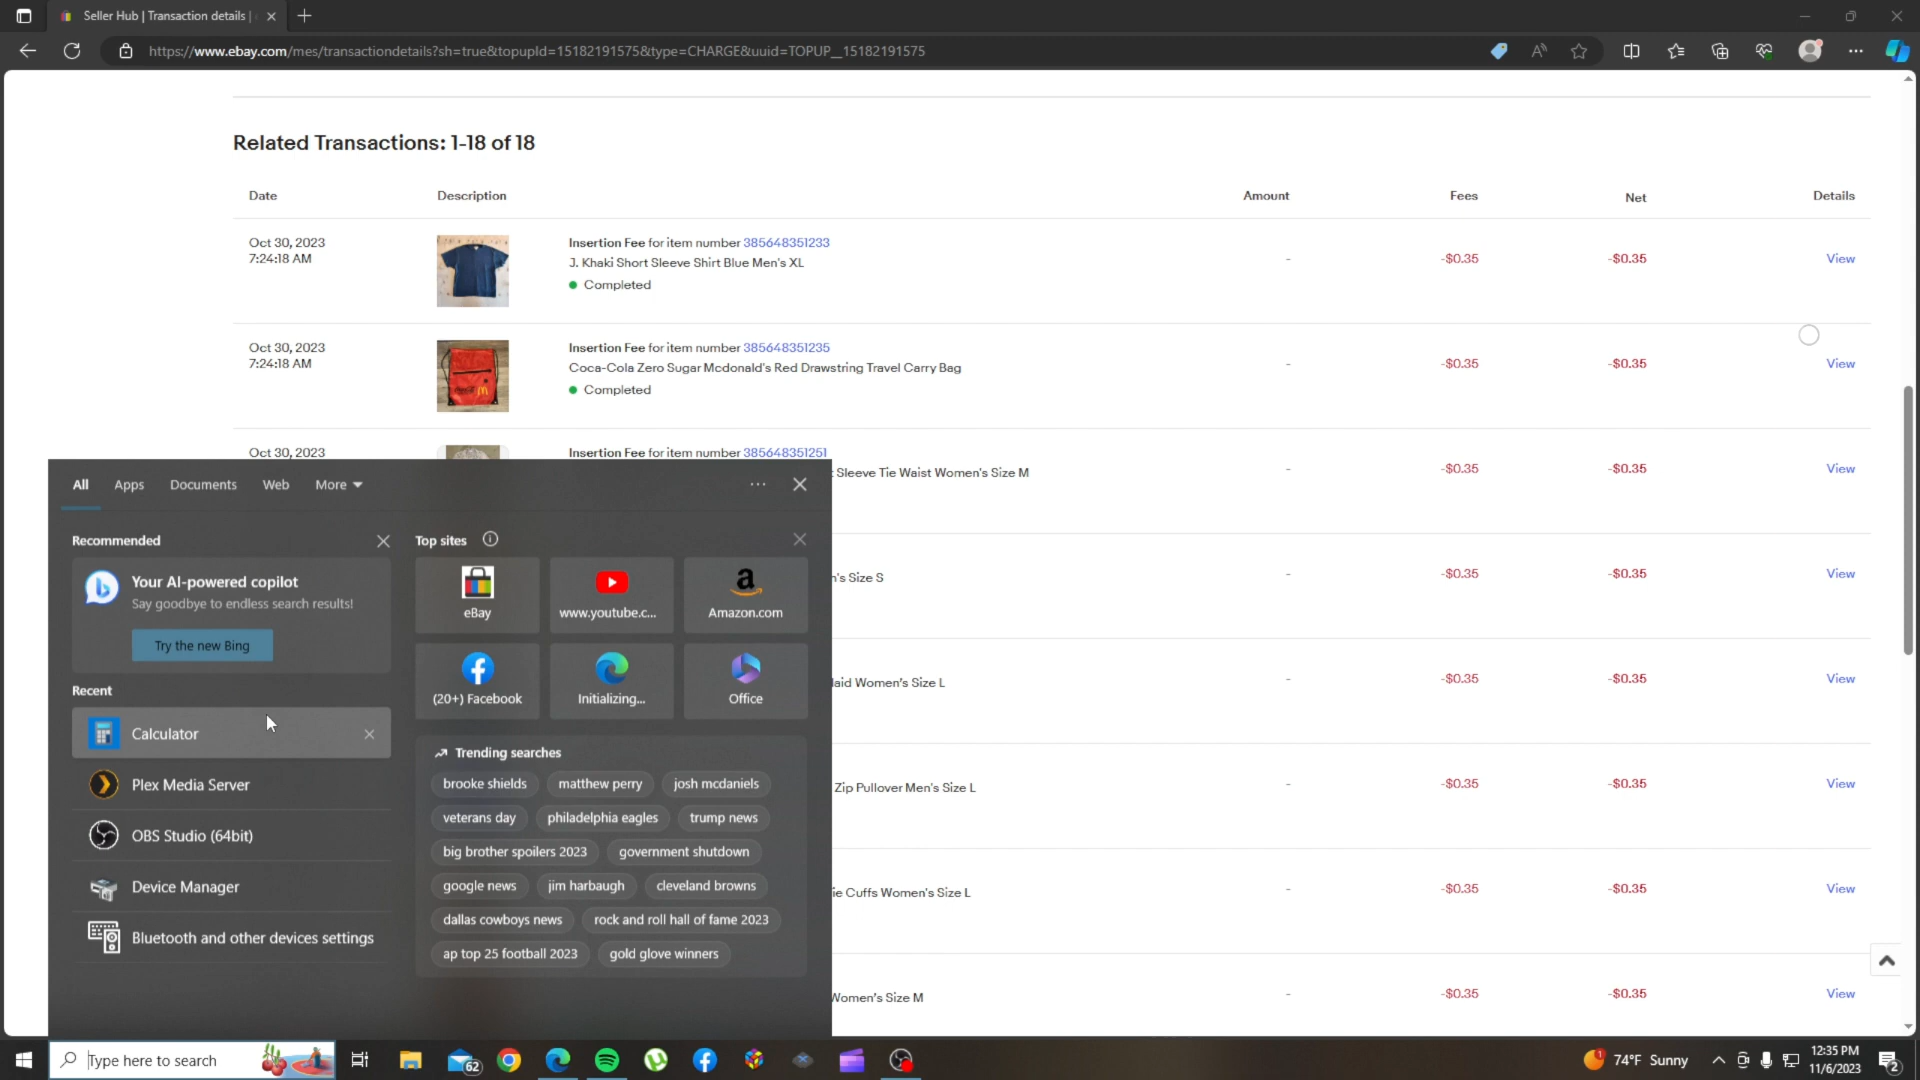 Seller Hub | Transaction details |
https://www.ebay.com/mes/transactiondetails?sh=true&topupId=15182191575&type=CHARGE&uuid=TOPUP__15182191575
Related Transactions: 1-18 of 18
Date Description Amount Fees Net Details
Oct 30, 2023
7:24:18 AM
Insertion Fee for item number 385648351233
J. Khaki Short Sleeve Shirt Blue Men's XL
Completed
- -$0.35 -$0.35 View
Oct 30, 2023
7:24:18 AM
Insertion Fee for item number 385648351235
Coca-Cola Zero Sugar Mcdonald's Red Drawstring Travel Carry Bag
Completed
- -$0.35 -$0.35 View
Oct 30, 2023
Insertion Fee for item number 385648351251
Sleeve Tie Waist Women's Size M
- -$0.35 -$0.35 View
n's Size S
- -$0.35 -$0.35 View
laid Women's Size L
- -$0.35 -$0.35 View
Zip Pullover Men's Size L
- -$0.35 -$0.35 View
ie Cuffs Women's Size L
- -$0.35 -$0.35 View
Women's Size M
- -$0.35 -$0.35 View
All Apps Documents Web More
Recommended
Your AI-powered copilot
Say goodbye to endless search results!
Try the new Bing
Recent
Calculator
Plex Media Server
OBS Studio (64bit)
Device Manager
Bluetooth and other devices settings
Top sites
eBay www.youtube.c... Amazon.com
(20+) Facebook Initializing... Office
Trending searches
brooke shields matthew perry josh mcdaniels
veterans day philadelphia eagles trump news
big brother spoilers 2023 government shutdown
google news jim harbaugh cleveland browns
dallas cowboys news rock and roll hall of fame 2023
ap top 25 football 2023 gold glove winners
Type here to search
62
1
74°F Sunny
12:35 PM
11/6/2023
2